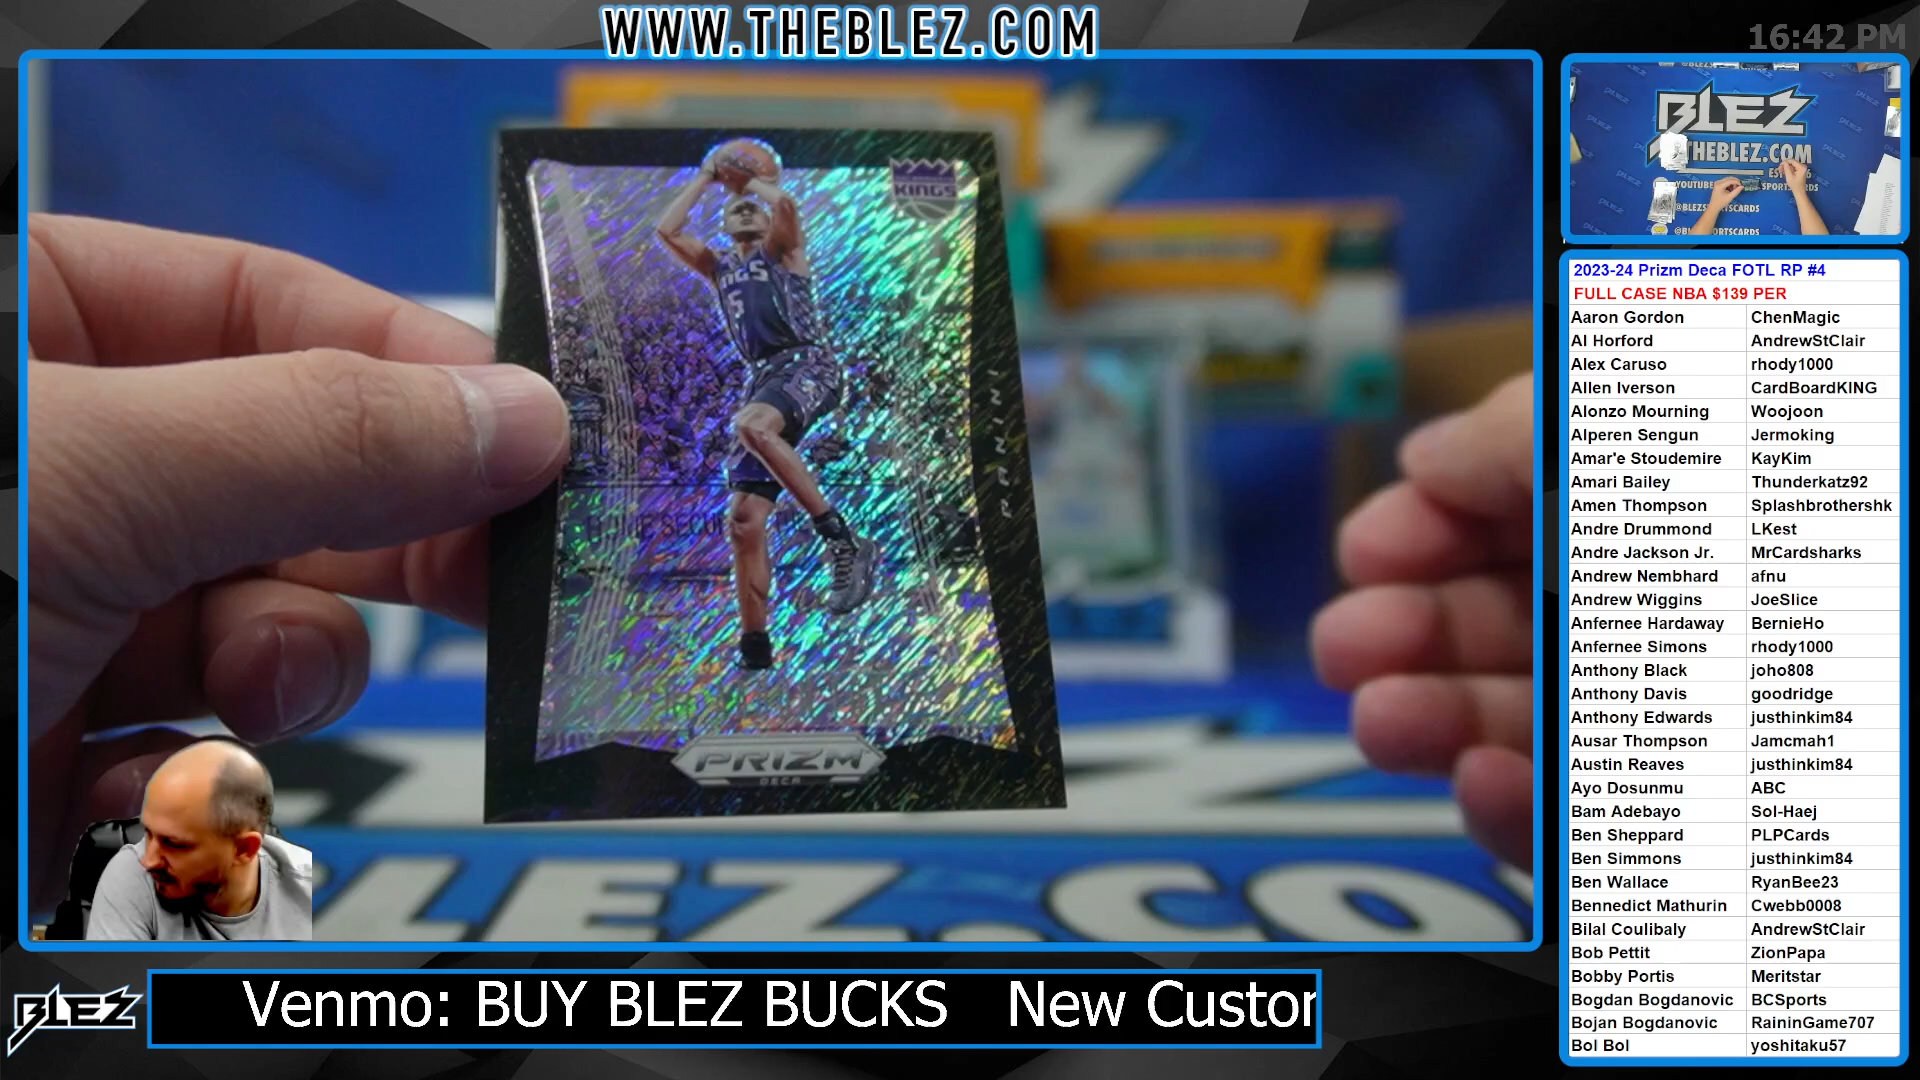 WWW.THEBLEZ.COM
16:42 PM
KINGS
PANINI
PRIZM
DECA
BLEZ
THEBLEZ.COM
2023-24 Prizm Deca FOTL RP #4
FULL CASE NBA $139 PER
Aaron Gordon ChenMagic
Al Horford AndrewStClair
Alex Caruso rhody1000
Allen Iverson CardBoardKING
Alonzo Mourning Woojoon
Alperen Sengun Jermoking
Amar'e Stoudemire KayKim
Amari Bailey Thunderkatz92
Amen Thompson Splashbrothershk
Andre Drummond LKest
Andre Jackson Jr. MrCardsharks
Andrew Nembhard afnu
Andrew Wiggins JoeSlice
Anfernee Hardaway BernieHo
Anfernee Simons rhody1000
Anthony Black joho808
Anthony Davis goodridge
Anthony Edwards justhinkim84
Ausar Thompson Jamcmah1
Austin Reaves justhinkim84
Ayo Dosunmu ABC
Bam Adebayo Sol-Haej
Ben Sheppard PLPCards
Ben Simmons justhinkim84
Ben Wallace RyanBee23
Bennedict Mathurin Cwebb0008
Bilal Coulibaly AndrewStClair
Bob Pettit ZionPapa
Bobby Portis Meritstar
Bogdan Bogdanovic BCSports
Bojan Bogdanovic RaininGame707
Bol Bol yoshitaku57
BLEZ
Venmo: BUY BLEZ BUCKS New Custom